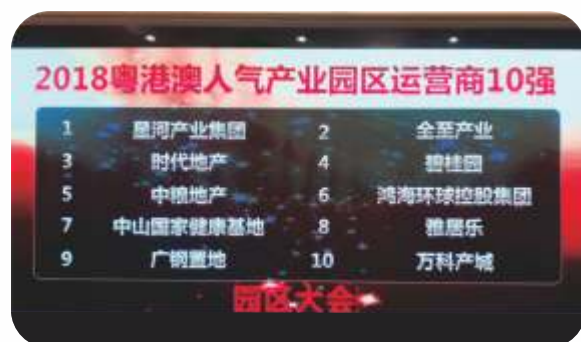 2018粤港澳人气产业园区运营商10强
1 星河产业集团 2 全至产业
3 时代地产 4 碧桂园
5 中粮地产 6 鸿海环球控股集团
7 中山国家健康基地 8 雅居乐
9 广钢置地 10 万科产城
园区大会